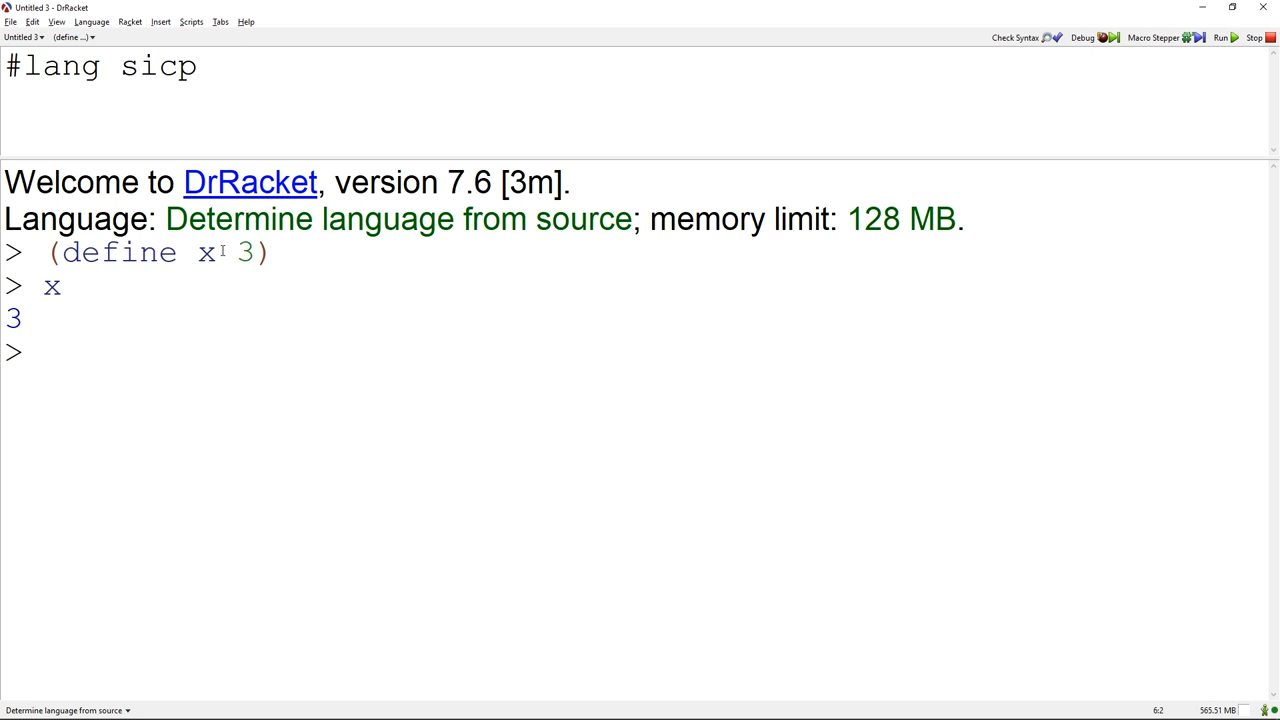 Untitled 3 - DrRacket
File Edit View Language Racket Insert Scripts Tabs Help
Untitled 3 (define ...) Check Syntax Debug Macro Stepper Run Stop
#lang sicp
Welcome to DrRacket, version 7.6 [3m].
Language: Determine language from source; memory limit: 128 MB.
> (define x 3)
> x
3
>
Determine language from source 6:2 565.51 MB